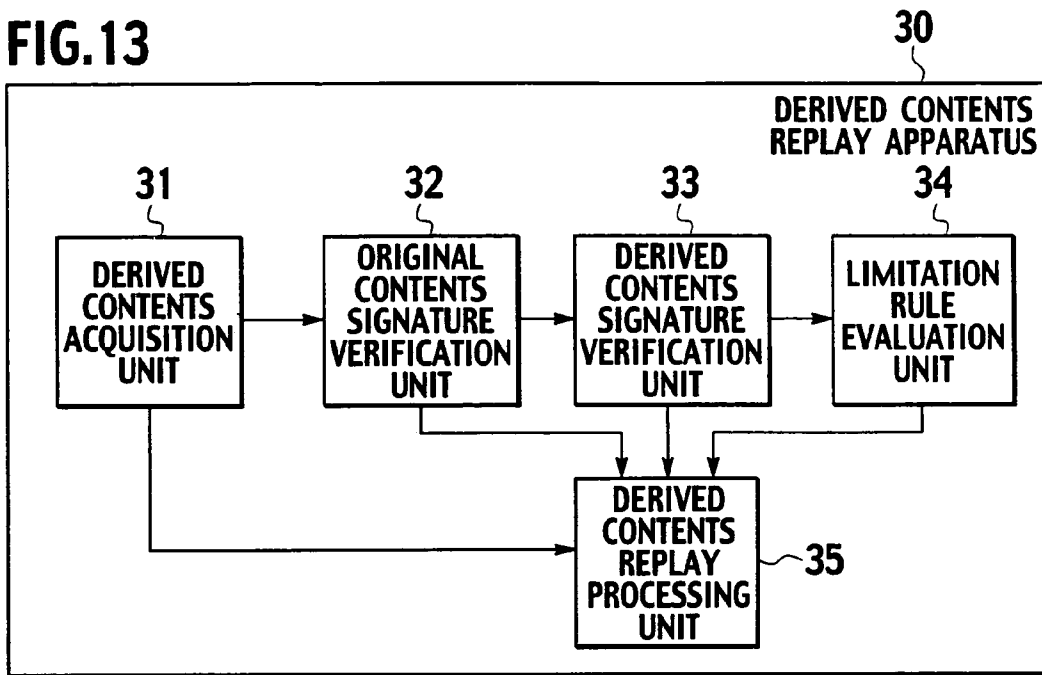 FIG.13
30
DERIVED CONTENTS
REPLAY APPARATUS
31
DERIVED
CONTENTS
ACQUISITION
UNIT
32
ORIGINAL
CONTENTS
SIGNATURE
VERIFICATION
UNIT
33
DERIVED
CONTENTS
SIGNATURE
VERIFICATION
UNIT
34
LIMITATION
RULE
EVALUATION
UNIT
DERIVED
CONTENTS
REPLAY
PROCESSING
UNIT
35